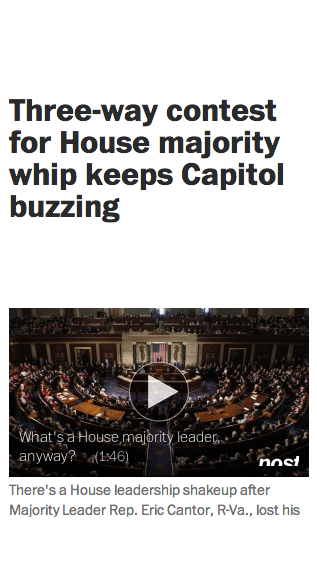 Three-way contest
for House majority
whip keeps Capitol
buzzing
What's a House majority leader,
anyway? (1:46)
post
There's a House leadership shakeup after
Majority Leader Rep. Eric Cantor, R-Va., lost his